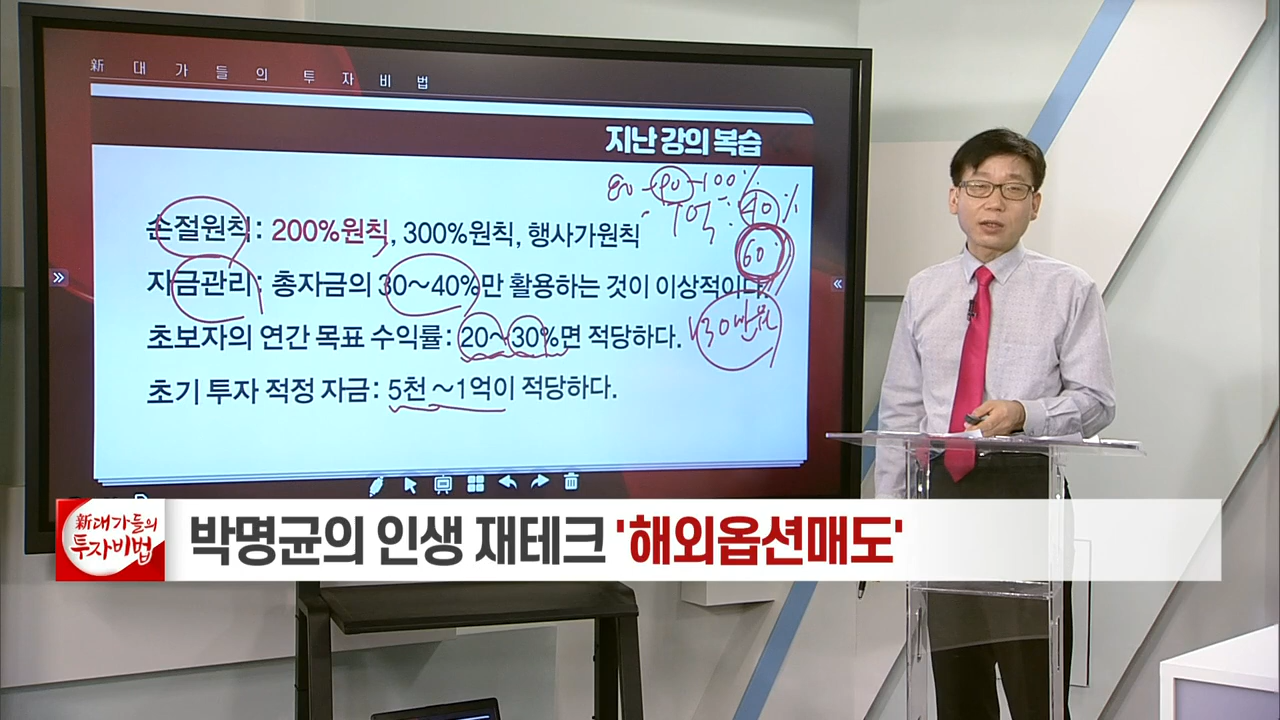 新 대 가 들 의 투 자 비 법
지난 강의 복습
80-90-100%
7억
40%
60%
손절원칙: 200%원칙, 300%원칙, 행사가원칙
자금관리: 총자금의 30~40%만 활용하는 것이 이상적이다.
130만원
초보자의 연간 목표 수익률: 20~30%면 적당하다.
초기 투자 적정 자금: 5천 ~1억이 적당하다.
新대가들의
투자비법
박명균의 인생 재테크 '해외옵션매도'